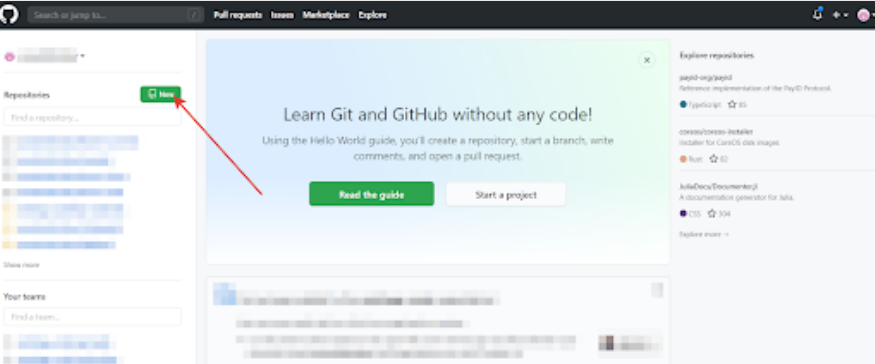 Search or jump to... /
Pull requests Issues Marketplace Explore
Repositories
New
Find a repository...
Show more
Your teams
Find a team...
Learn Git and GitHub without any code!
Using the Hello World guide, you'll create a repository, start a branch, write
comments, and open a pull request.
Read the guide
Start a project
Explore repositories
payid-org/payid
Reference implementation of the PayID Protocol.
TypeScript 85
coreos/coreos-installer
Installer for CoreOS disk images
Rust 62
JuliaDocs/Documenter.jl
A documentation generator for Julia.
CSS 304
Explore more →